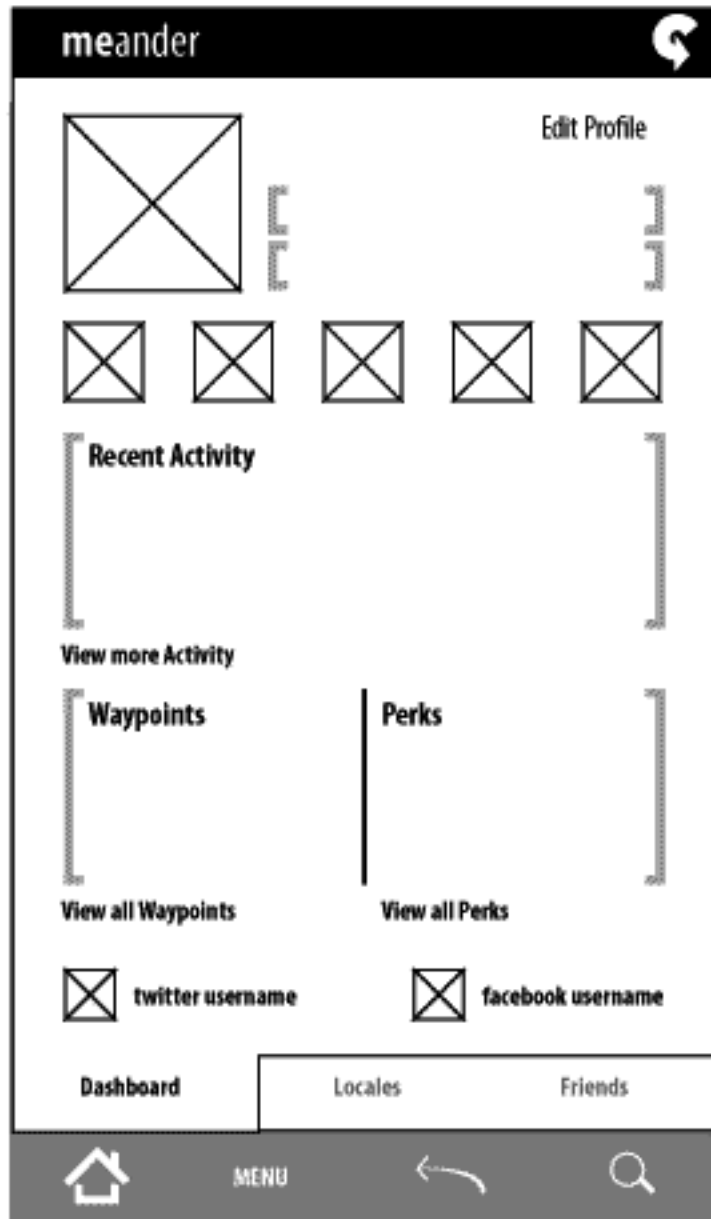 meander
Edit Profile
Recent Activity
View more Activity
Waypoints
Perks
View all Waypoints
View all Perks
twitter username
facebook username
Dashboard
Locales
Friends
MENU